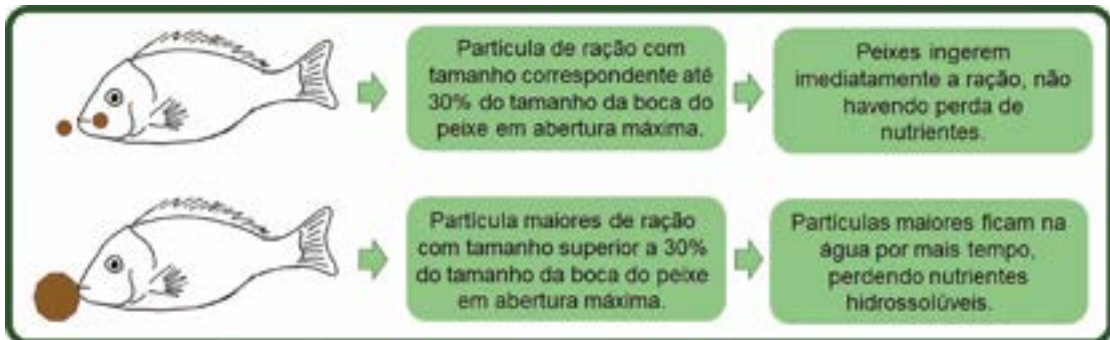 Partícula de ração com
tamanho correspondente até
30% do tamanho da boca do
peixe em abertura máxima.
Peixes ingerem
imediatamente a ração, não
havendo perda de
nutrientes.
Partícula maiores de ração
com tamanho superior a 30%
do tamanho da boca do peixe
em abertura máxima.
Partículas maiores ficam na
água por mais tempo,
perdendo nutrientes
hidrossolúveis.